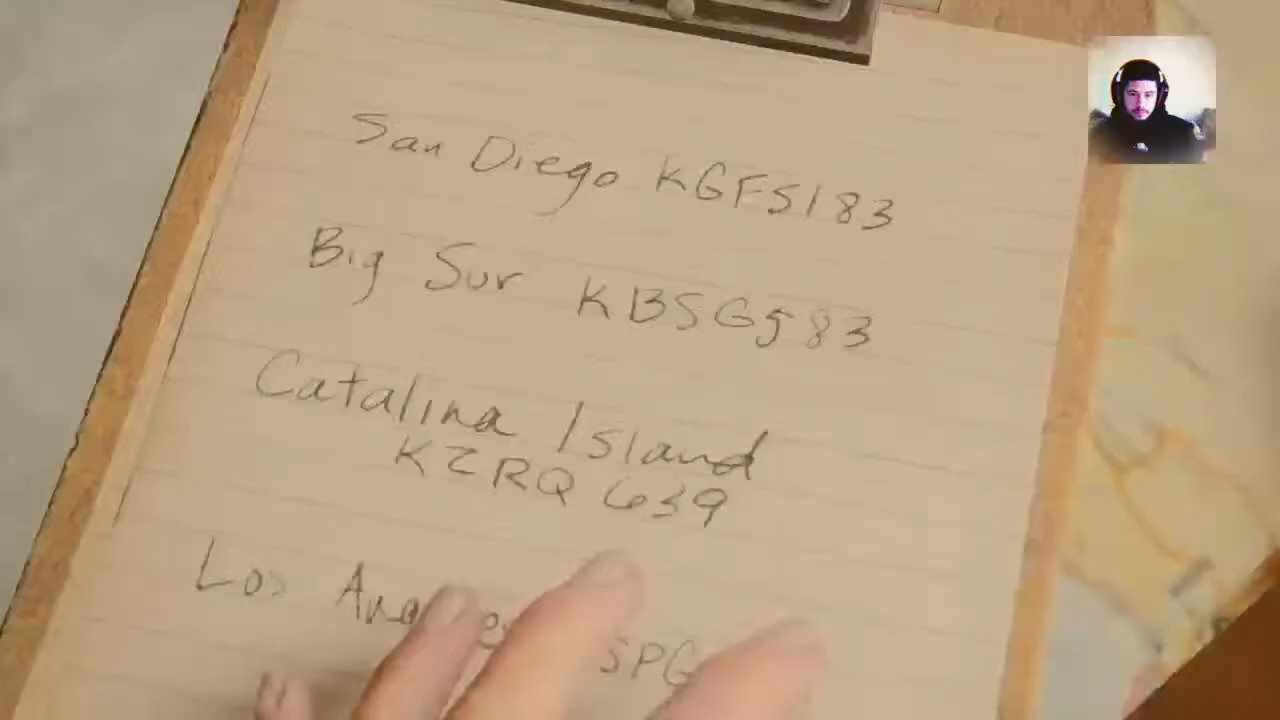 San Diego KGFS183
Big Sur KBSG583
Catalina Island
KZRQ 639
Los